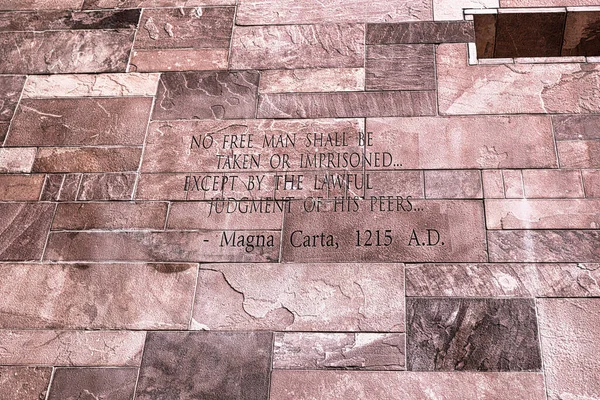 NO FREE MAN SHALL BE
TAKEN OR IMPRISONED...
EXCEPT BY THE LAWFUL
JUDGMENT OF HIS PEERS...
- Magna Carta, 1215 A.D.